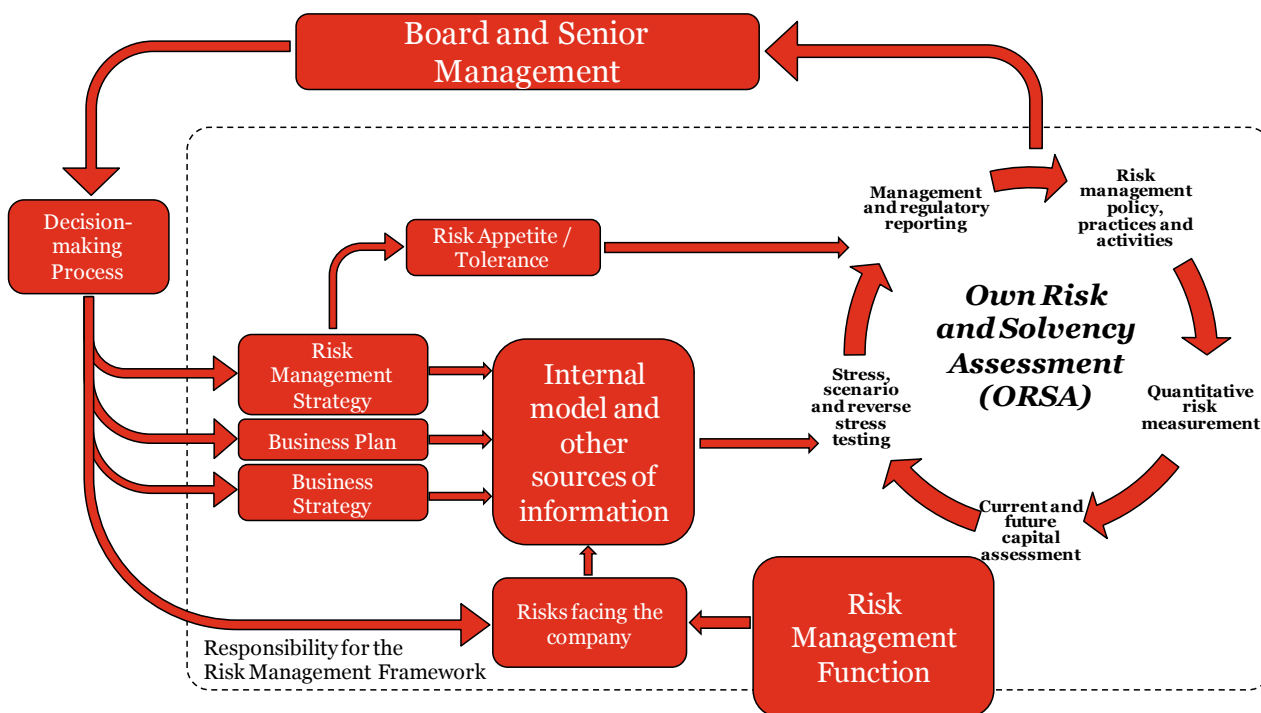 Board and Senior
Management
Decision-
making
Process
Risk Appetite /
Tolerance
Risk
Management
Strategy
Business Plan
Business
Strategy
Internal
model and
other
sources of
information
Risks facing the
company
Risk
Management
Function
Responsibility for the
Risk Management Framework
Management
and regulatory
reporting
Risk
management
policy,
practices and
activities
Own Risk
and Solvency
Assessment
(ORSA)
Quantitative
risk
measurement
Current and
future
capital
assessment
Stress,
scenario
and reverse
stress
testing